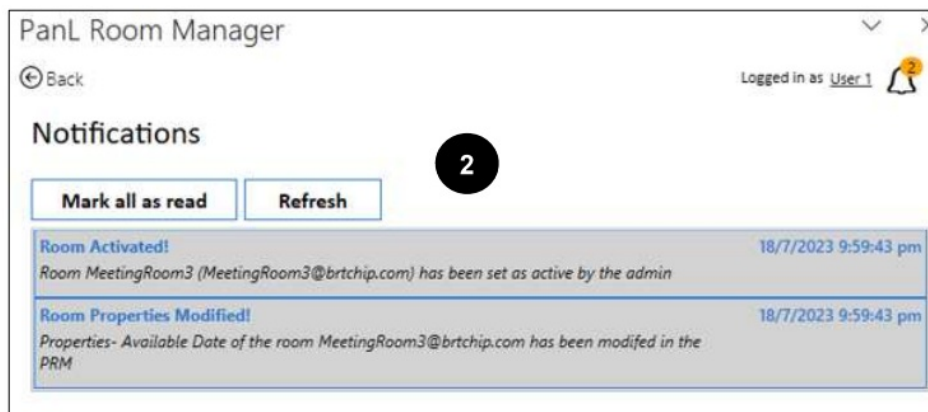 PanL Room Manager
Back
Logged in as User 1
2
Notifications
2
Mark all as read
Refresh
Room Activated!
18/7/2023 9:59:43 pm
Room MeetingRoom3 (MeetingRoom3@brtchip.com) has been set as active by the admin
Room Properties Modified!
18/7/2023 9:59:43 pm
Properties- Available Date of the room MeetingRoom3@brtchip.com has been modifed in the
PRM